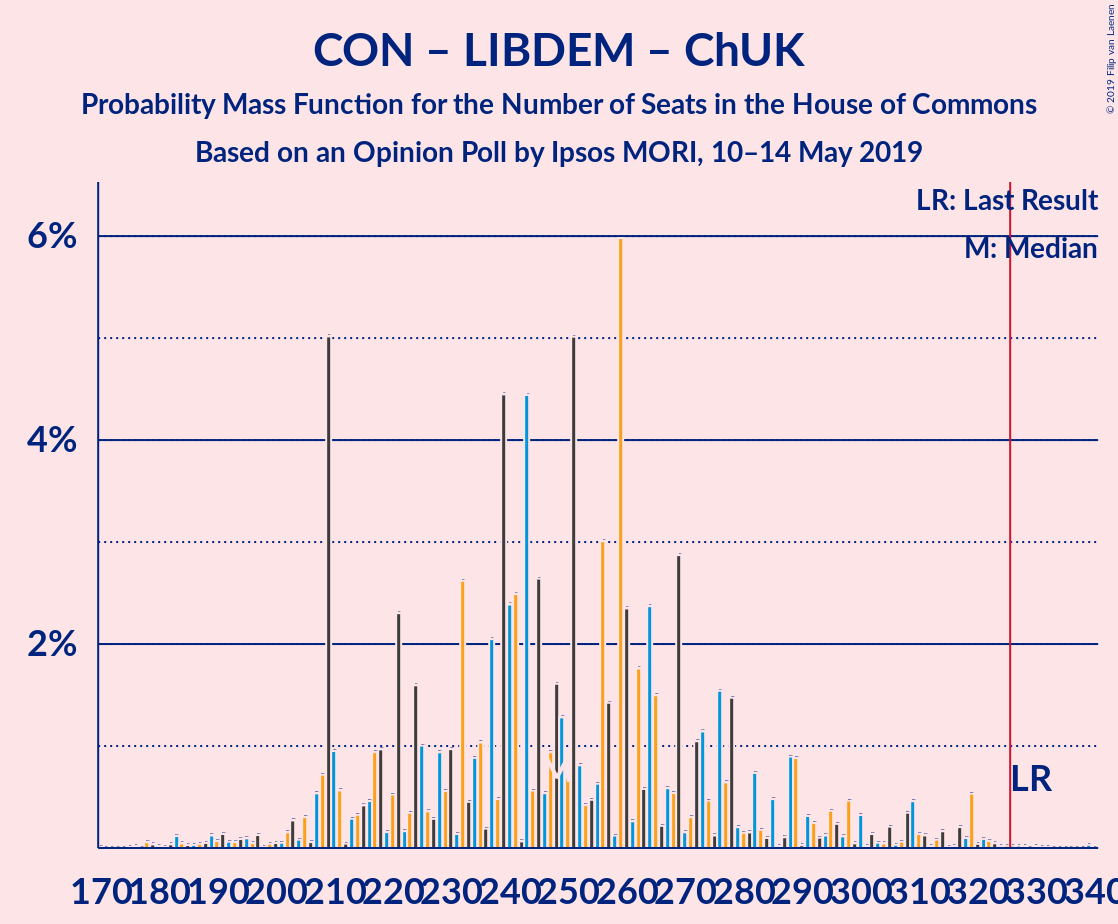 CON – LIBDEM – ChUK
Probability Mass Function for the Number of Seats in the House of Commons
Based on an Opinion Poll by Ipsos MORI, 10–14 May 2019
© 2019 Filip van Laenen
LR: Last Result
M: Median
6%
4%
2%
LR
170 180 190 200 210 220 230 240 250 260 270 280 290 300 310 320 330 340